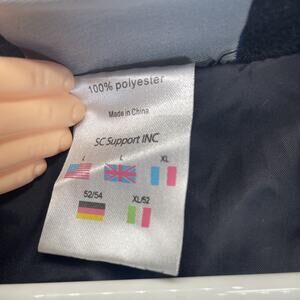 100% polyester
Made in China
SC Support INC
L L XL
52/54 XL/52